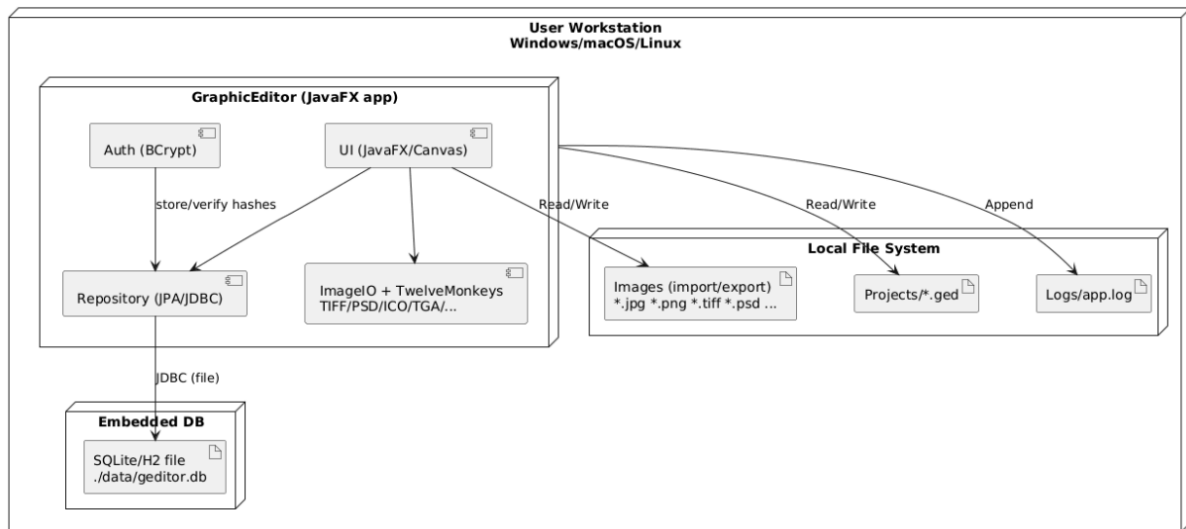 User Workstation
Windows/macOS/Linux
GraphicEditor (JavaFX app)
Auth (BCrypt)
UI (JavaFX/Canvas)
store/verify hashes
Read/Write
Read/Write
Append
Local File System
Repository (JPA/JDBC)
ImageIO + TwelveMonkeys
TIFF/PSD/ICO/TGA/...
Images (import/export)
*.jpg *.png *.tiff *.psd ...
Projects/*.ged
Logs/app.log
JDBC (file)
Embedded DB
SQLite/H2 file
./data/geditor.db